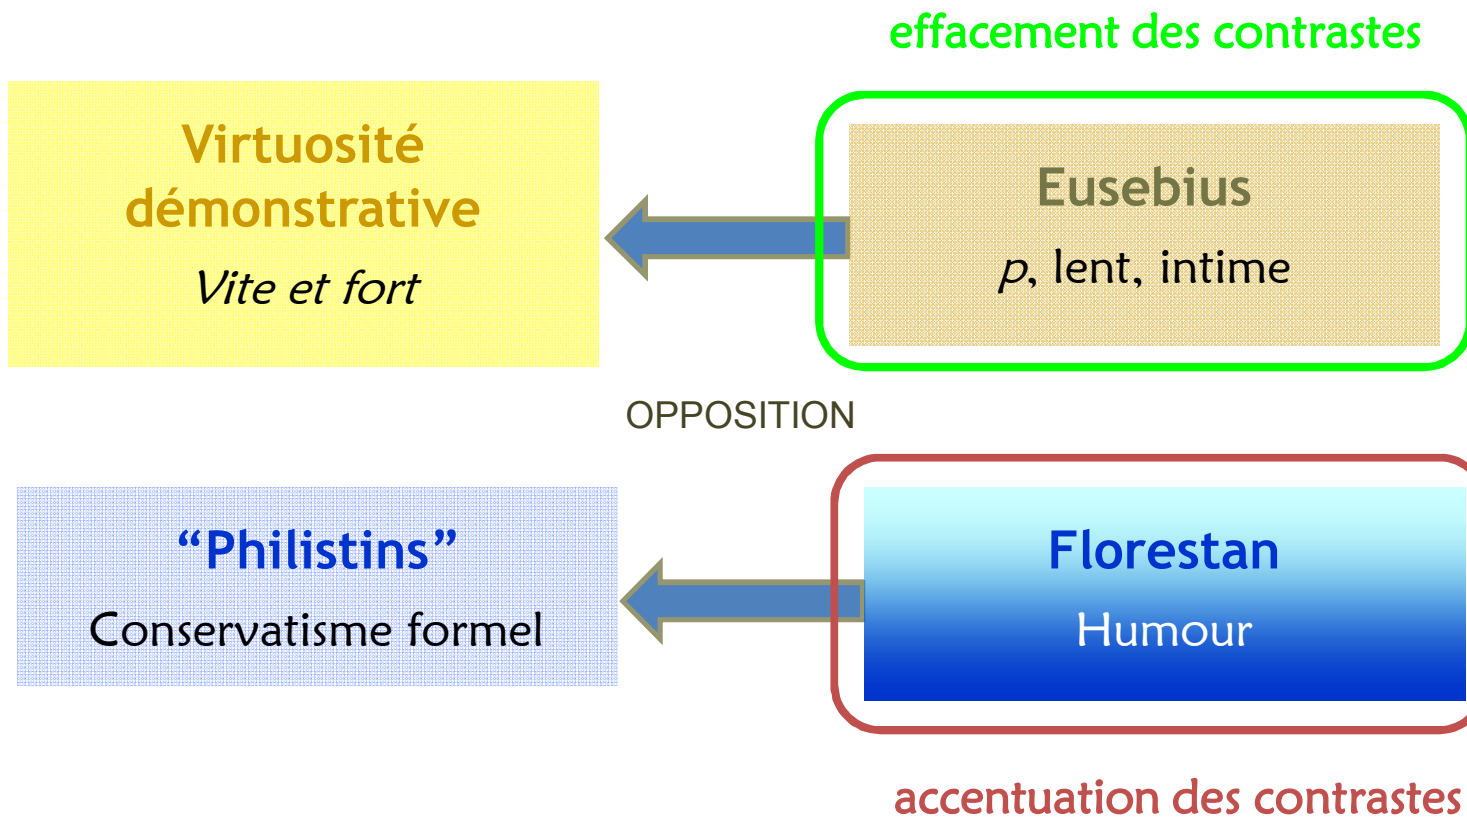 effacement des contrastes
Virtuosité
démonstrative
Vite et fort
Eusebius
p, lent, intime
OPPOSITION
“Philistins”
Conservatisme formel
Florestan
Humour
accentuation des contrastes